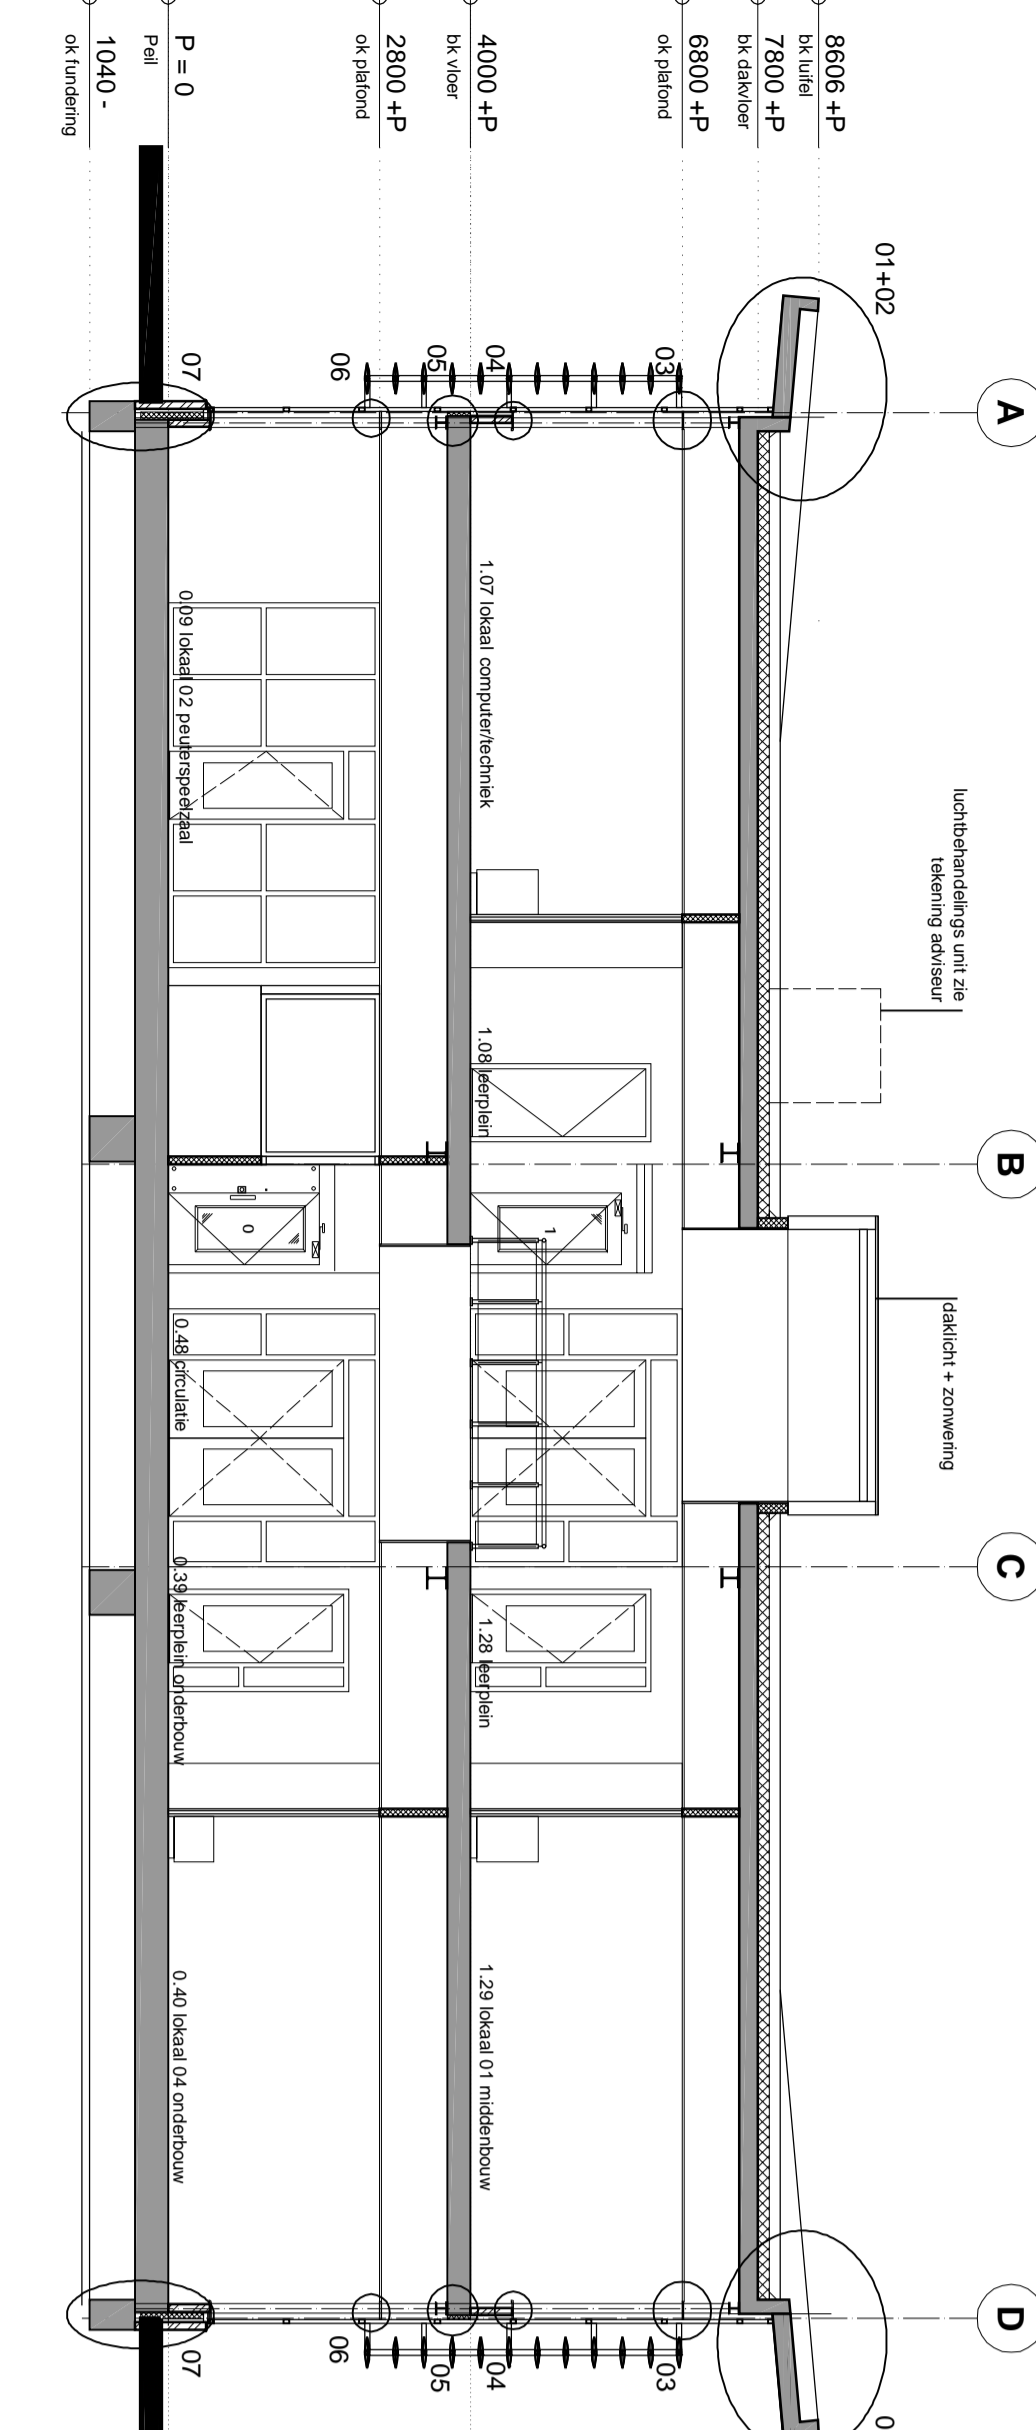 A
B
C
D
8606 +P
bk luifel
7800 +P
bk dakvloer
6800 +P
ok plafond
4000 +P
bk vloer
2800 +P
ok plafond
P = 0
Peil
1040 -
ok fundering
01+02
0
luchtbehandelings unit zie
tekening adviseur
daklicht + zonwering
03
04
05
06
07
03
04
05
06
07
1.07 lokaal computer/techniek
1.08 leerplein
1
1.28 leerplein
1.29 lokaal 01 middenbouw
0.09 lokaal 02 peuterspeelzaal
0
0.48 circulatie
0.39 leerplein onderbouw
0.40 lokaal 04 onderbouw